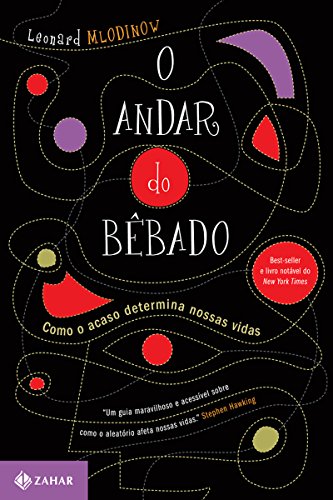 Leonard MLODINOW
O
ANDAR
do
BÊBADO
Best-seller
e livro notável do
New York Times
Como o acaso determina nossas vidas
"Um guia maravilhoso e acessível sobre
como o aleatório afeta nossas vidas." Stephen Hawking
ZAHAR